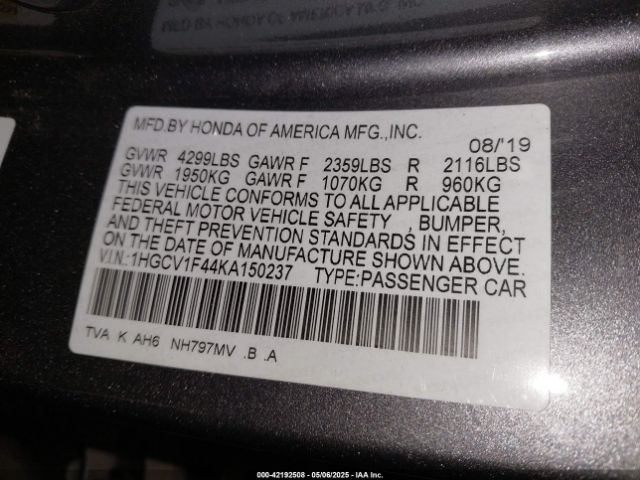 MFD.BY HONDA OF AMERICA MFG.,INC.
08/'19
GVWR 4299LBS GAWR F 2359LBS R 2116LBS
GVWR 1950KG GAWR F 1070KG R 960KG
THIS VEHICLE CONFORMS TO ALL APPLICABLE
FEDERAL MOTOR VEHICLE SAFETY , BUMPER,
AND THEFT PREVENTION STANDARDS IN EFFECT
ON THE DATE OF MANUFACTURE SHOWN ABOVE.
V.I.N.:1HGCV1F44KA150237 TYPE:PASSENGER CAR
TVA K AH6 NH797MV .B .A
000-42192508 - 05/06/2025 - IAA Inc.